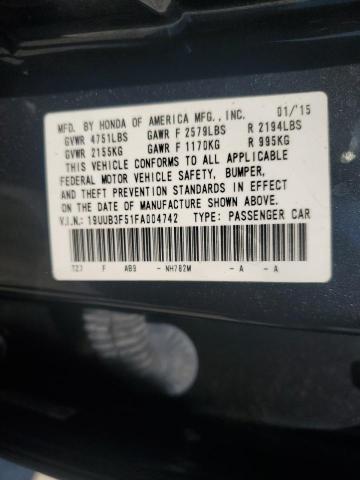 MFD. BY HONDA OF AMERICA MFG., INC. 01/'15
GVWR 4751LBS GAWR F 2579LBS R 2194LBS
GVWR 2155KG GAWR F 1170KG R 995KG
THIS VEHICLE CONFORMS TO ALL APPLICABLE
FEDERAL MOTOR VEHICLE SAFETY, BUMPER,
AND THEFT PREVENTION STANDARDS IN EFFECT
ON THE DATE OF MANUFACTURE SHOWN ABOVE.
V.I.N.: 19UUB3F51FA004742 TYPE: PASSENGER CAR
TZ3 F AB9 - NH782M - A - A